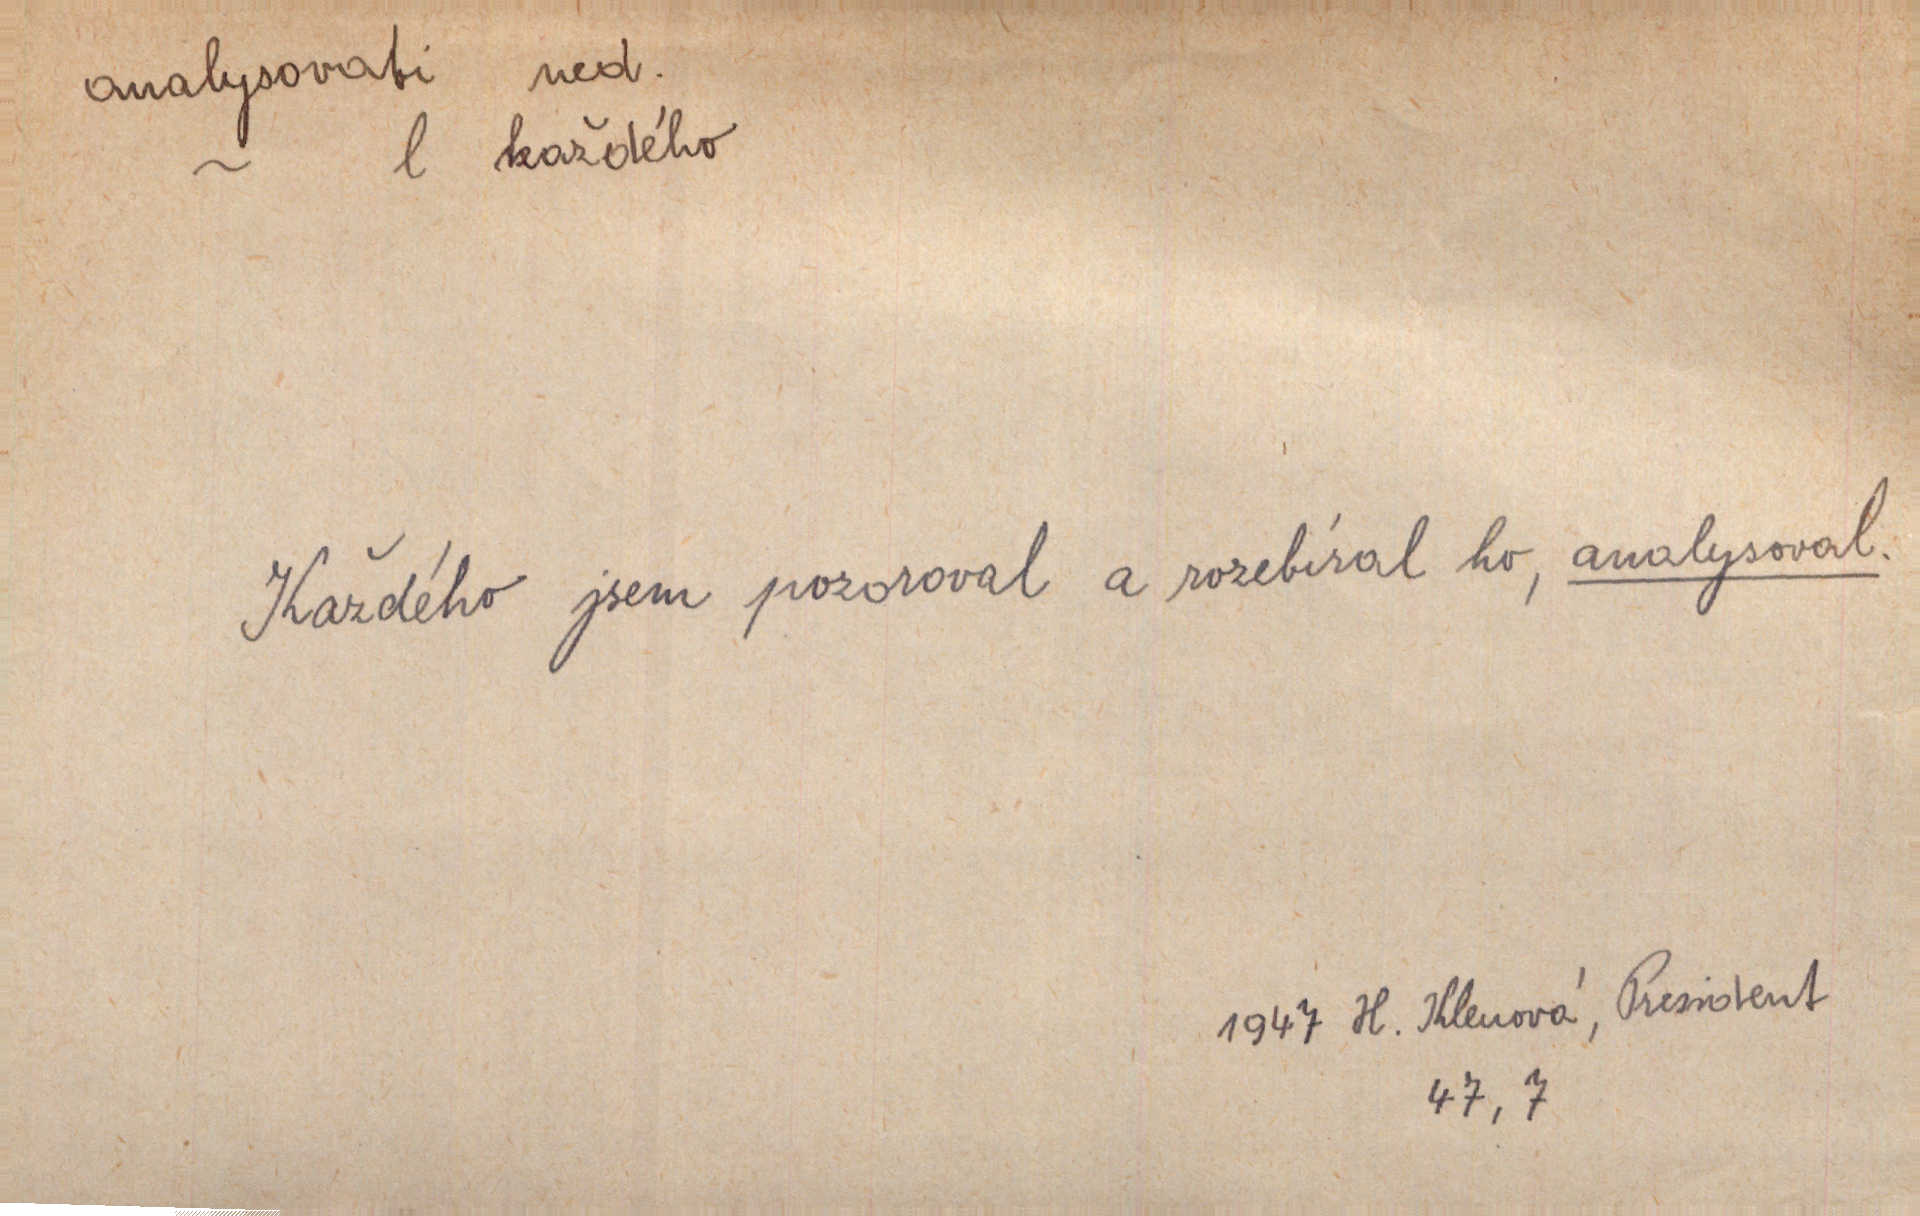 analysovati ned.
~ l každého
Každého jsem pozoroval a rozebíral ho, analysoval.
1947 H. Klenová, President
47, 7